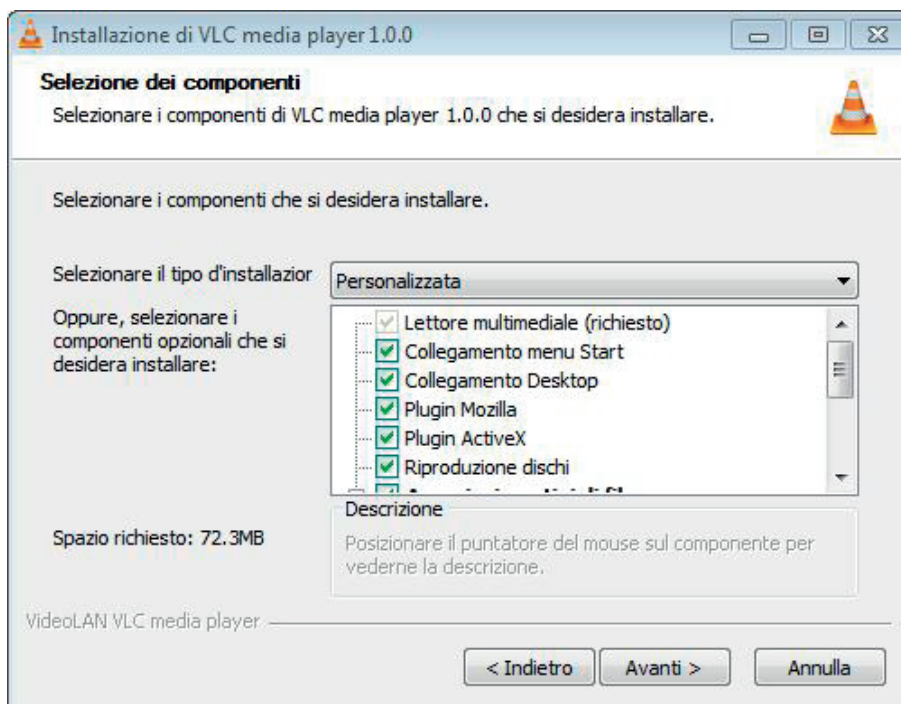 Installazione di VLC media player 1.0.0
Selezione dei componenti
Selezionare i componenti di VLC media player 1.0.0 che si desidera installare.
Selezionare i componenti che si desidera installare.
Selezionare il tipo d'installazior
Personalizzata
Oppure, selezionare i
componenti opzionali che si
desidera installare:
Lettore multimediale (richiesto)
Collegamento menu Start
Collegamento Desktop
Plugin Mozilla
Plugin ActiveX
Riproduzione dischi
Spazio richiesto: 72.3MB
Descrizione
Posizionare il puntatore del mouse sul componente per
vederne la descrizione.
VideoLAN VLC media player
< Indietro
Avanti >
Annulla